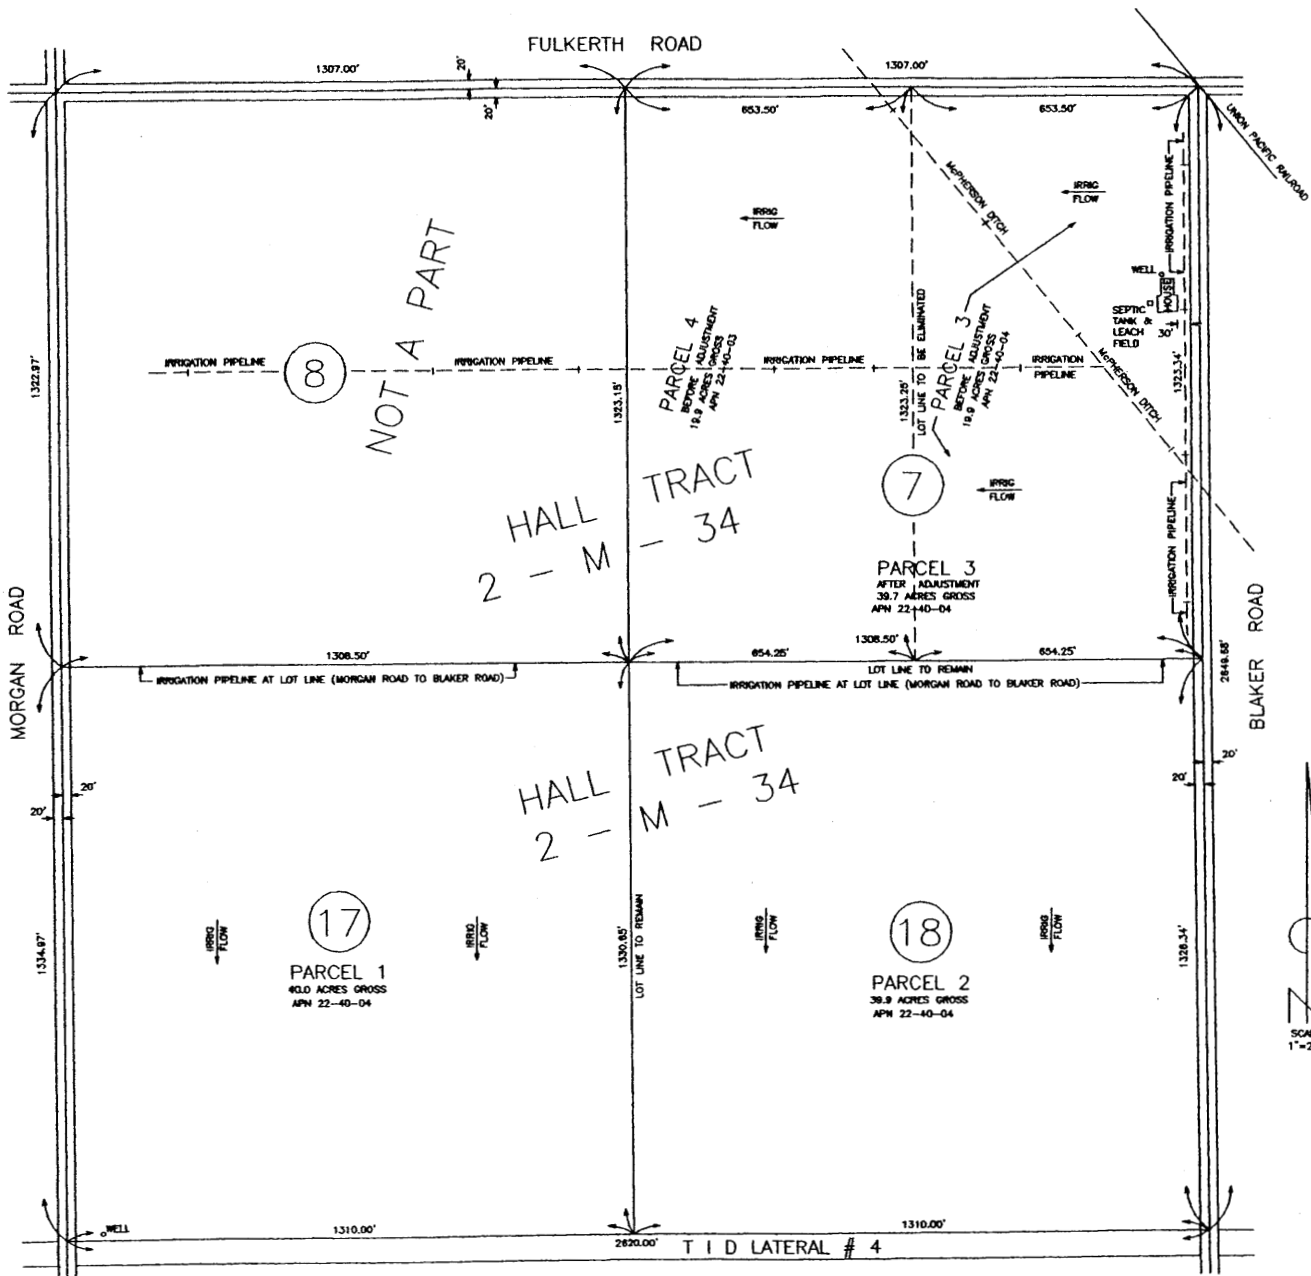 FULKERTH ROAD
1307.00'
20'
1307.00'
20'
653.50'
653.50'
UNION PACIFIC RAILROAD
McPHERSON DITCH
IRRIG
FLOW
IRRIG
FLOW
IRRIGATION PIPELINE
WELL
HOUSE
SEPTIC
TANK &
LEACH
FIELD
30'±
NOT A PART
PARCEL 4
BEFORE ADJUSTMENT
19.9 ACRES GROSS
APN 22-40-03
LOT LINE TO BE ELIMINATED
PARCEL 3
BEFORE ADJUSTMENT
19.9 ACRES GROSS
APN 22-40-04
IRRIGATION PIPELINE
8
IRRIGATION PIPELINE
IRRIGATION PIPELINE
IRRIGATION
PIPELINE
McPHERSON DITCH
1322.97'
1323.15'
1323.25'
1323.34'
HALL TRACT
2 - M - 34
7
IRRIG
FLOW
IRRIGATION PIPELINE
PARCEL 3
AFTER ADJUSTMENT
39.7 ACRES GROSS
APN 22-40-04
MORGAN ROAD
BLAKER ROAD
1308.50'
1308.50'
654.25'
654.25'
LOT LINE TO REMAIN
IRRIGATION PIPELINE AT LOT LINE (MORGAN ROAD TO BLAKER ROAD)
IRRIGATION PIPELINE AT LOT LINE (MORGAN ROAD TO BLAKER ROAD)
2649.68'
HALL TRACT
2 - M - 34
20'
20'
20'
20'
17
IRRIG
FLOW
IRRIG
FLOW
PARCEL 1
40.0 ACRES GROSS
APN 22-40-04
1334.97'
1330.65'
LOT LINE TO REMAIN
18
IRRIG
FLOW
IRRIG
FLOW
PARCEL 2
39.9 ACRES GROSS
APN 22-40-04
1326.34'
WELL
1310.00'
1310.00'
2620.00'
T I D LATERAL # 4